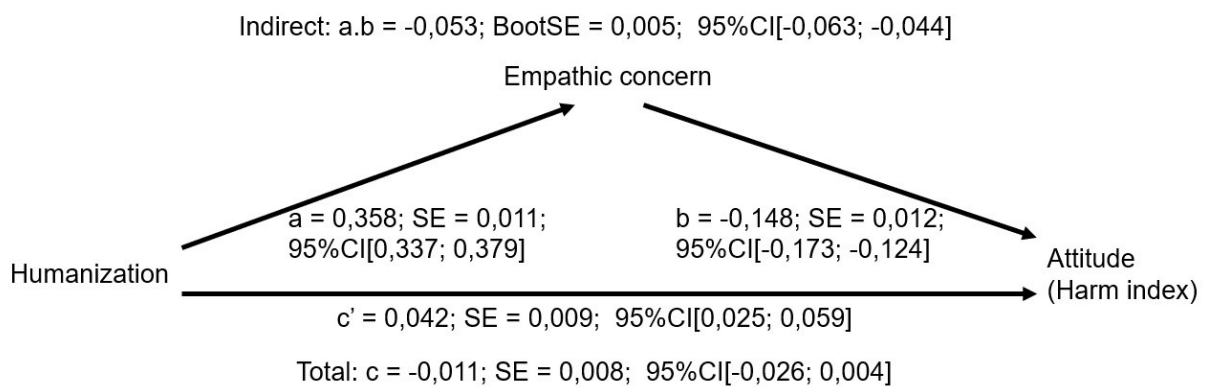 Indirect: a.b = -0,053; BootSE = 0,005;  95%CI[-0,063; -0,044]
Empathic concern
a = 0,358; SE = 0,011;
95%CI[0,337; 0,379]
b = -0,148; SE = 0,012;
95%CI[-0,173; -0,124]
Humanization
Attitude
(Harm index)
c’ = 0,042; SE = 0,009;  95%CI[0,025; 0,059]
Total: c = -0,011; SE = 0,008;  95%CI[-0,026; 0,004]